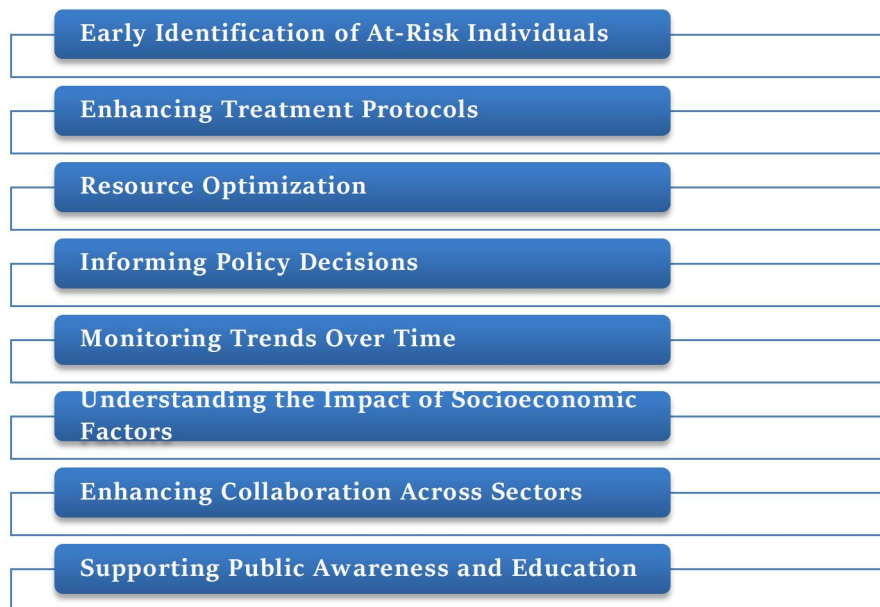 Early Identification of At-Risk Individuals
Enhancing Treatment Protocols
Resource Optimization
Informing Policy Decisions
Monitoring Trends Over Time
Understanding the Impact of Socioeconomic
Factors
Enhancing Collaboration Across Sectors
Supporting Public Awareness and Education